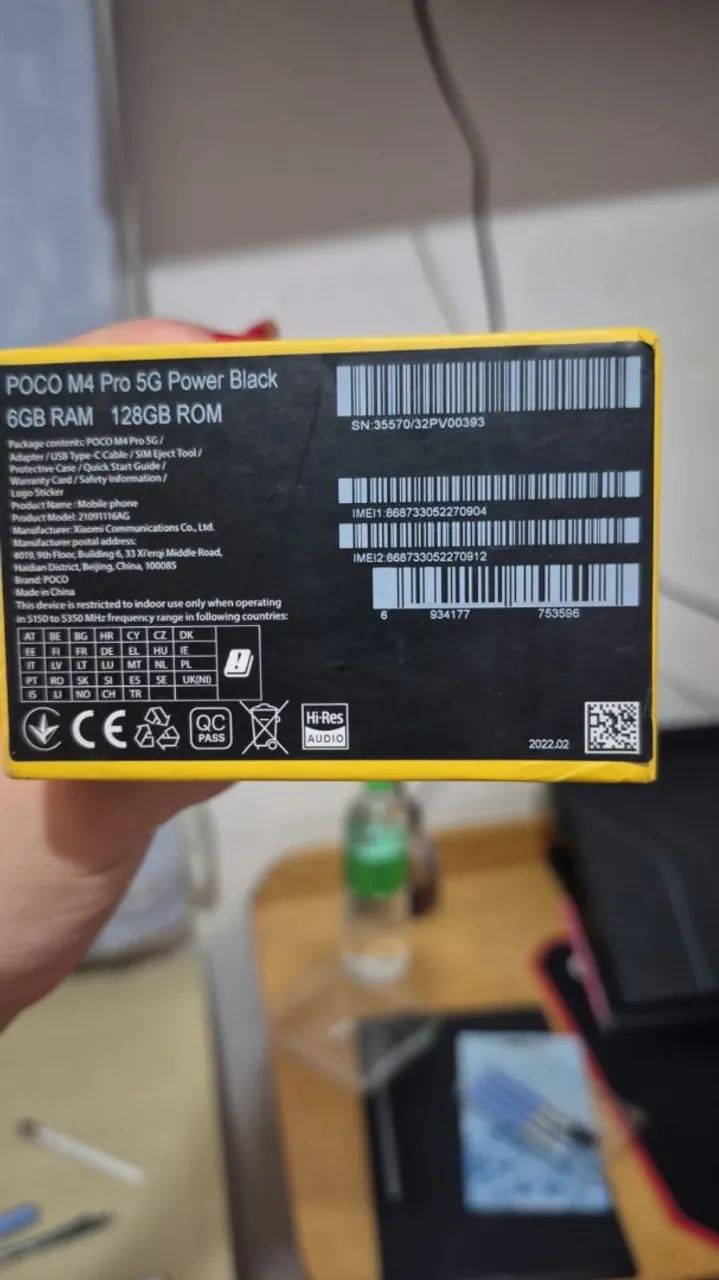 POCO M4 Pro 5G Power Black
6GB RAM 128GB ROM
Package contents: POCO M4 Pro 5G /
Adapter / USB Type-C Cable / SIM Eject Tool /
Protective Case / Quick Start Guide /
Warranty Card / Safety Information /
Logo Sticker
Product Name : Mobile phone
Product Model: 21091116AG
Manufacturer: Xiaomi Communications Co., Ltd.
Manufacturer postal address:
#019, 9th Floor, Building 6, 33 Xi'erqi Middle Road,
Haidian District, Beijing, China, 100085
Brand: POCO
Made in China
This device is restricted to indoor use only when operating
in 5150 to 5350 MHz frequency range in following countries:
AT BE BG HR CY CZ DK
EE FI FR DE EL HU IE
IT LV LT LU MT NL PL
PT RO SK SI ES SE UK(NI)
IS LI NO CH TR
CE
QC
PASS
Hi-Res
AUDIO
SN:35570/32PV00393
IMEI1:868733052270904
IMEI2:868733052270912
6 934177 753596
2022.02